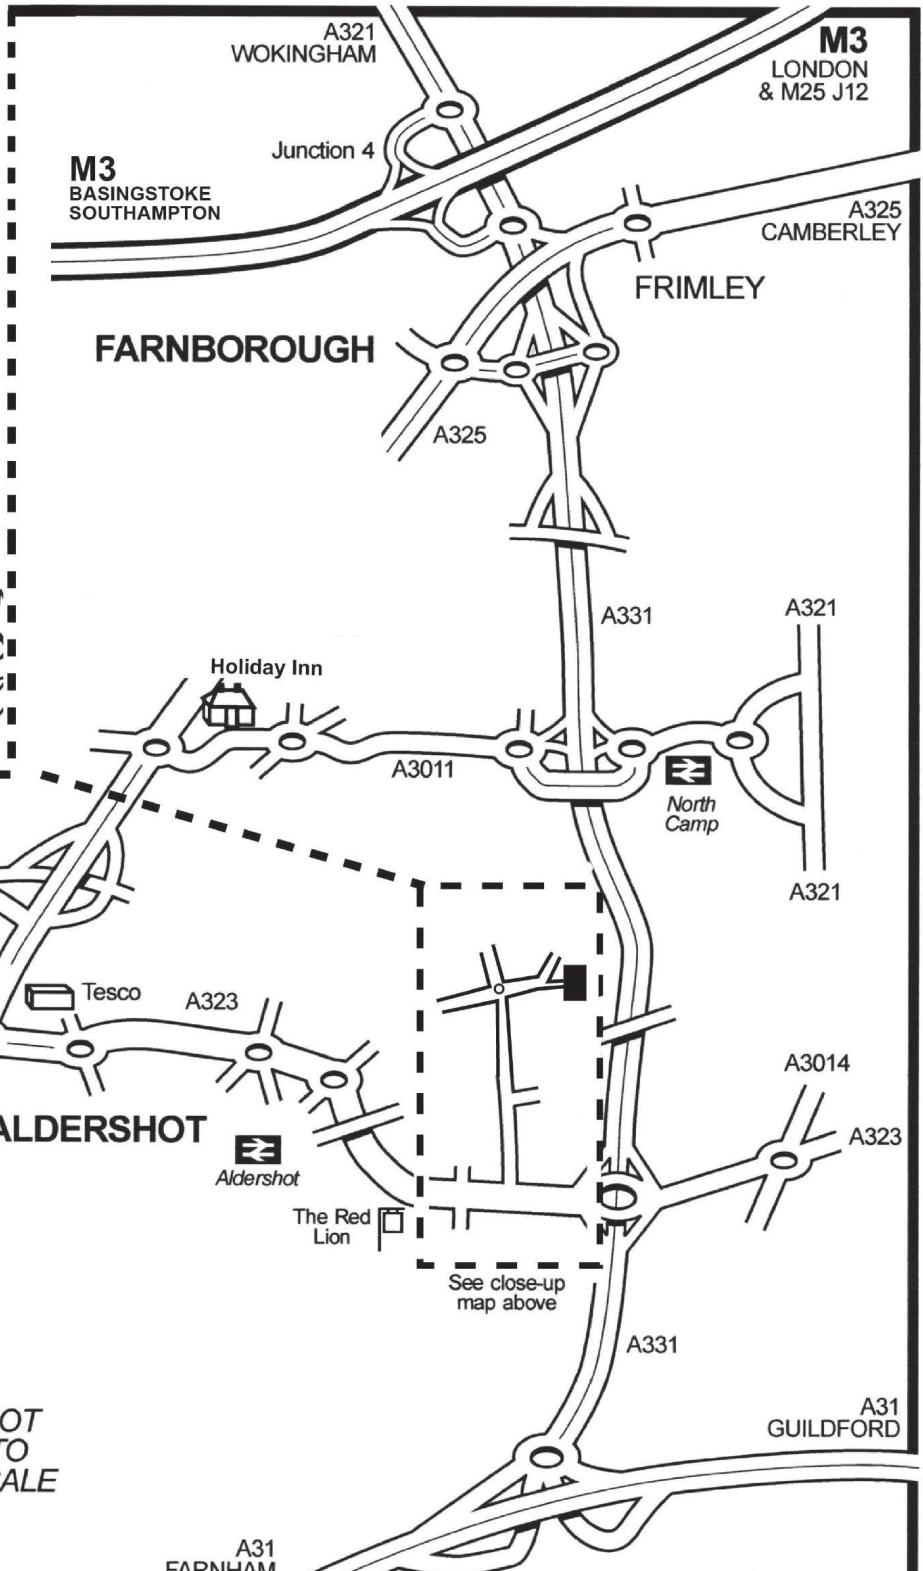 A321
WOKINGHAM
M3
LONDON
& M25 J12
Junction 4
M3
BASINGSTOKE
SOUTHAMPTON
A325
CAMBERLEY
FRIMLEY
FARNBOROUGH
A325
A331
A321
Holiday Inn
A3011
North
Camp
A321
Tesco
A323
A3014
A323
ALDERSHOT
Aldershot
The Red
Lion
See close-up
map above
A331
A31
GUILDFORD
OT
TO
ALE
A31
FARNHAM